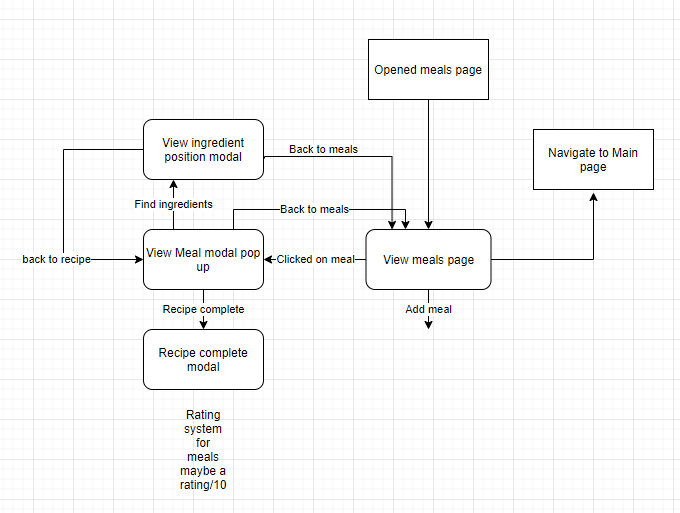 Opened meals page
View ingredient
position modal
Back to meals
Navigate to Main
page
Find ingredients
Back to meals
back to recipe
View Meal modal pop
up
Clicked on meal
View meals page
Recipe complete
Add meal
Recipe complete
modal
Rating
system
for
meals
maybe a
rating/10